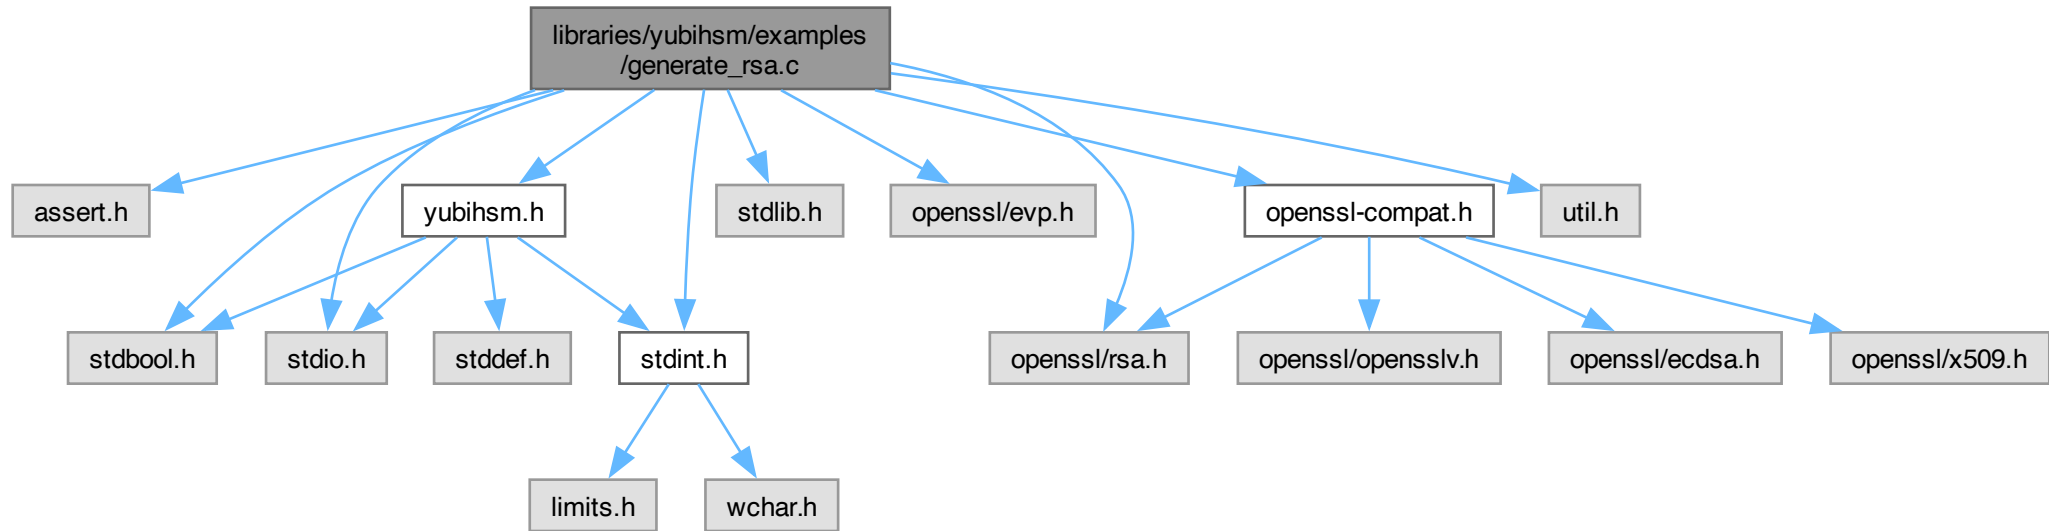 libraries/yubihsm/examples
/generate_rsa.c
assert.h
yubihsm.h
stdlib.h
openssl/evp.h
openssl-compat.h
util.h
stdbool.h
stdio.h
stddef.h
stdint.h
openssl/rsa.h
openssl/opensslv.h
openssl/ecdsa.h
openssl/x509.h
limits.h
wchar.h